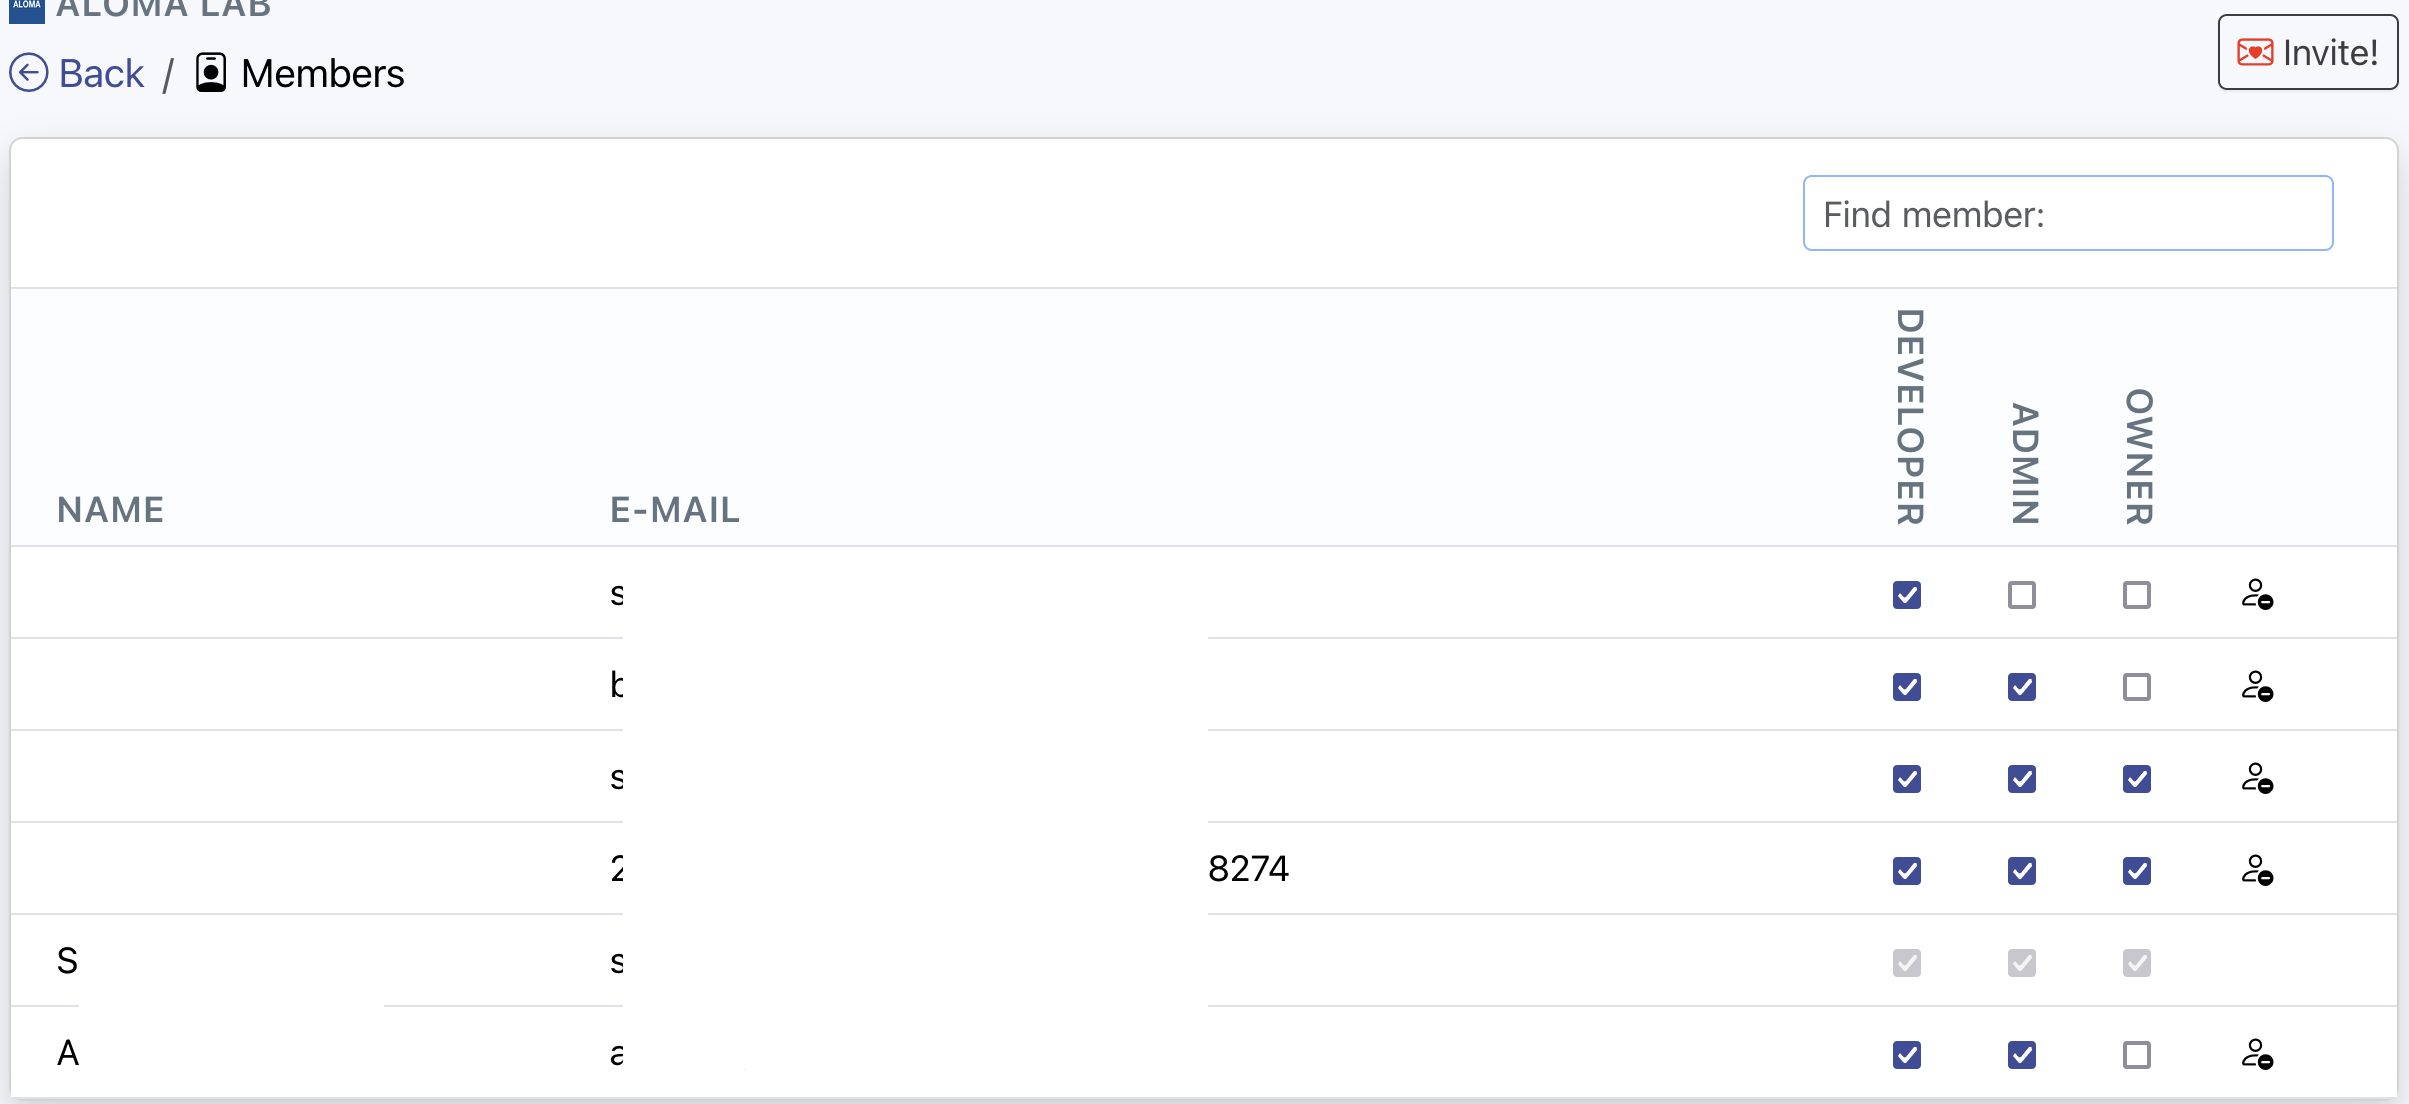 ALOMA ALOMA LAB
Back / Members
Invite!
Find member:
NAME E-MAIL DEVELOPER ADMIN OWNER
s
b
s
2 8274
S s
A a